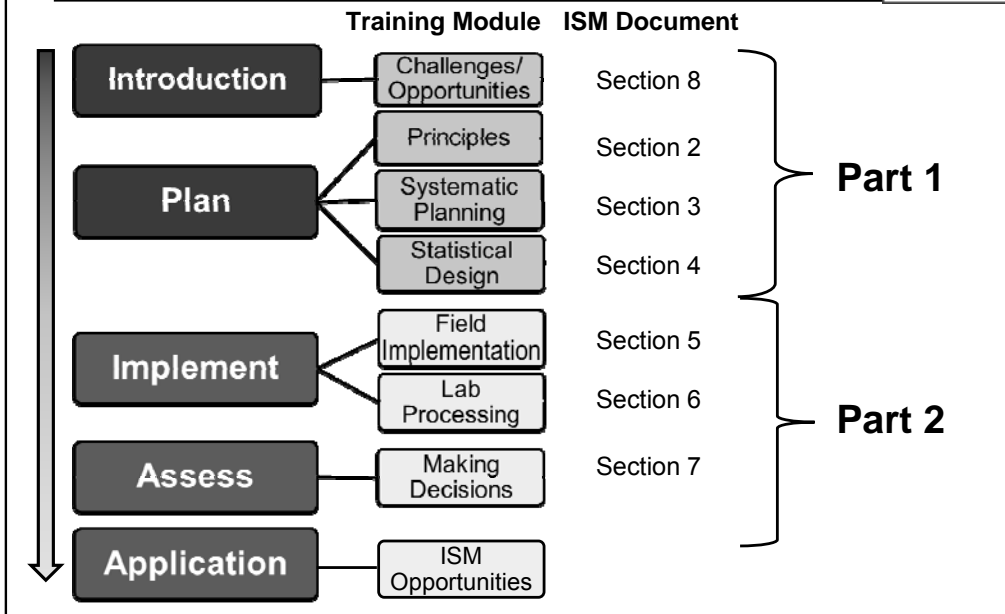 Training Module ISM Document
Introduction
Challenges/
Opportunities
Section 8
Plan
Principles
Section 2
Systematic
Planning
Section 3
Statistical
Design
Section 4
Part 1
Implement
Field
Implementation
Section 5
Lab
Processing
Section 6
Assess
Making
Decisions
Section 7
Part 2
Application
ISM
Opportunities